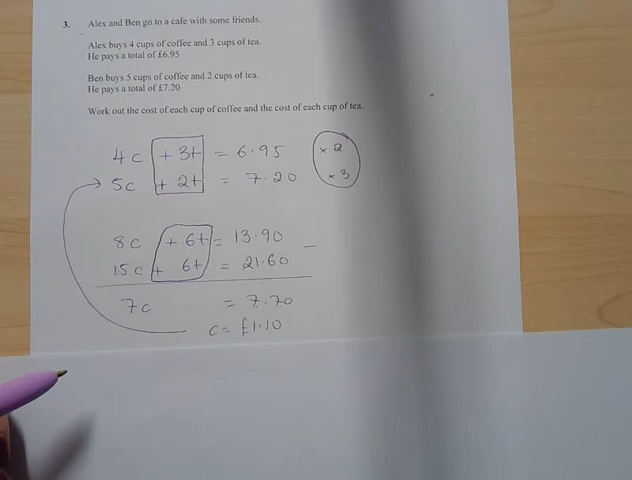 3. Alex and Ben go to a cafe with some friends.
Alex buys 4 cups of coffee and 3 cups of tea.
He pays a total of £6.95
Ben buys 5 cups of coffee and 2 cups of tea.
He pays a total of £7.20
Work out the cost of each cup of coffee and the cost of each cup of tea.
4c + 3t = 6.95 × 2
5c + 2t = 7.20 × 3
8c + 6t = 13.90 –
15c + 6t = 21.60
7c = 7.70
c = £1.10